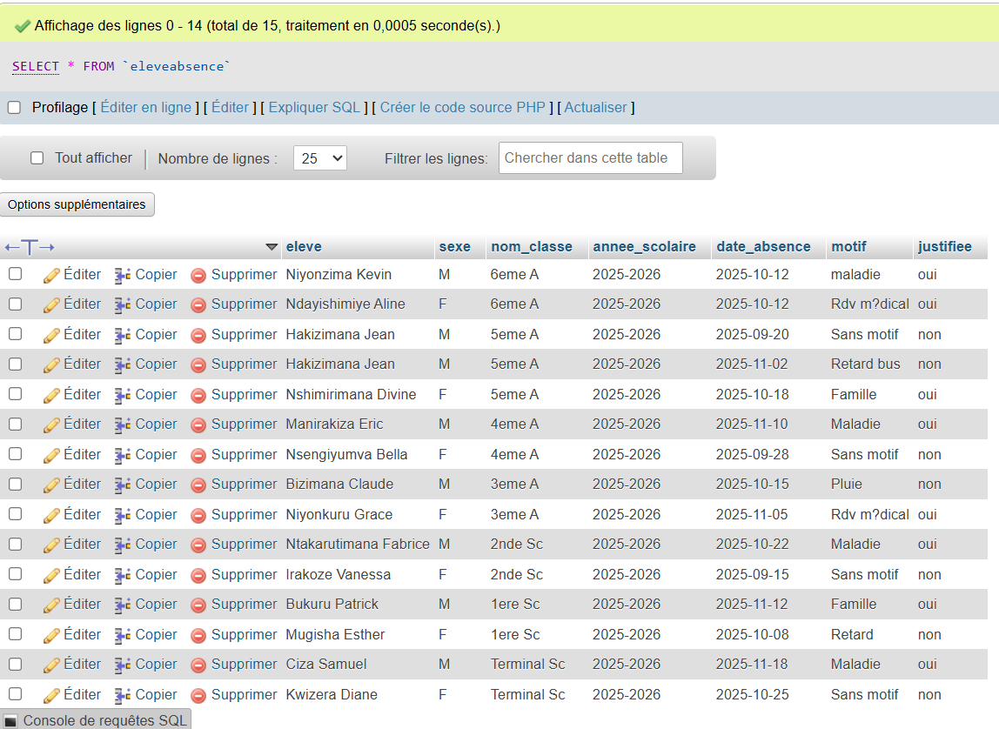 Affichage des lignes 0 - 14 (total de 15, traitement en 0,0005 seconde(s).)
SELECT * FROM `eleveabsence`
Profilage [ Éditer en ligne ] [ Éditer ] [ Expliquer SQL ] [ Créer le code source PHP ] [ Actualiser ]
Tout afficher Nombre de lignes : 25 Filtrer les lignes: Chercher dans cette table
Options supplémentaires
←T→ eleve sexe nom_classe annee_scolaire date_absence motif justifiee
Éditer Copier Supprimer Niyonzima Kevin M 6eme A 2025-2026 2025-10-12 maladie oui
Éditer Copier Supprimer Ndayishimiye Aline F 6eme A 2025-2026 2025-10-12 Rdv m?dical oui
Éditer Copier Supprimer Hakizimana Jean M 5eme A 2025-2026 2025-09-20 Sans motif non
Éditer Copier Supprimer Hakizimana Jean M 5eme A 2025-2026 2025-11-02 Retard bus non
Éditer Copier Supprimer Nshimirimana Divine F 5eme A 2025-2026 2025-10-18 Famille oui
Éditer Copier Supprimer Manirakiza Eric M 4eme A 2025-2026 2025-11-10 Maladie oui
Éditer Copier Supprimer Nsengiyumva Bella F 4eme A 2025-2026 2025-09-28 Sans motif non
Éditer Copier Supprimer Bizimana Claude M 3eme A 2025-2026 2025-10-15 Pluie non
Éditer Copier Supprimer Niyonkuru Grace F 3eme A 2025-2026 2025-11-05 Rdv m?dical oui
Éditer Copier Supprimer Ntakarutimana Fabrice M 2nde Sc 2025-2026 2025-10-22 Maladie oui
Éditer Copier Supprimer Irakoze Vanessa F 2nde Sc 2025-2026 2025-09-15 Sans motif non
Éditer Copier Supprimer Bukuru Patrick M 1ere Sc 2025-2026 2025-11-12 Famille oui
Éditer Copier Supprimer Mugisha Esther F 1ere Sc 2025-2026 2025-10-08 Retard non
Éditer Copier Supprimer Ciza Samuel M Terminal Sc 2025-2026 2025-11-18 Maladie oui
Éditer Copier Supprimer Kwizera Diane F Terminal Sc 2025-2026 2025-10-25 Sans motif non
Console de requêtes SQL